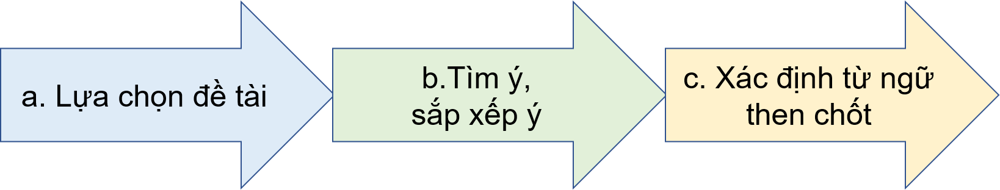 a. Lựa chọn đề tài
b.Tìm ý,
sắp xếp ý
c. Xác định từ ngữ
then chốt